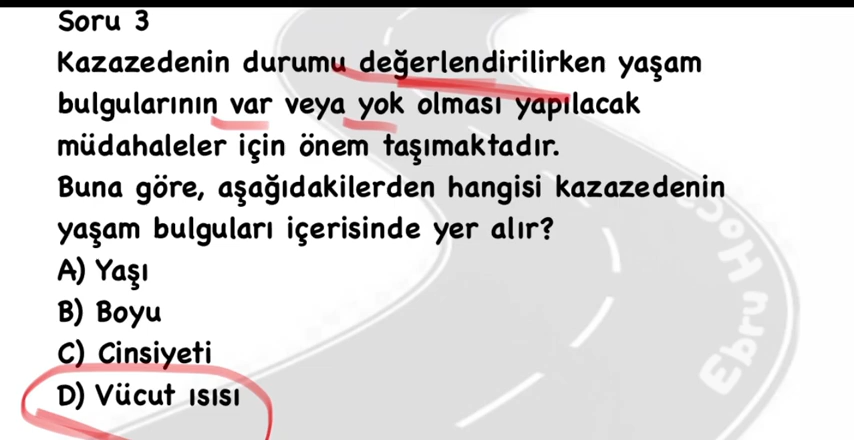 Soru 3
Kazazedenin durumu değerlendirilirken yaşam
bulgularının var veya yok olması yapılacak
müdahaleler için önem taşımaktadır.
Buna göre, aşağıdakilerden hangisi kazazedenin
yaşam bulguları içerisinde yer alır?
A) Yaşı
B) Boyu
C) Cinsiyeti
D) Vücut ısısı
Ebru Hoca